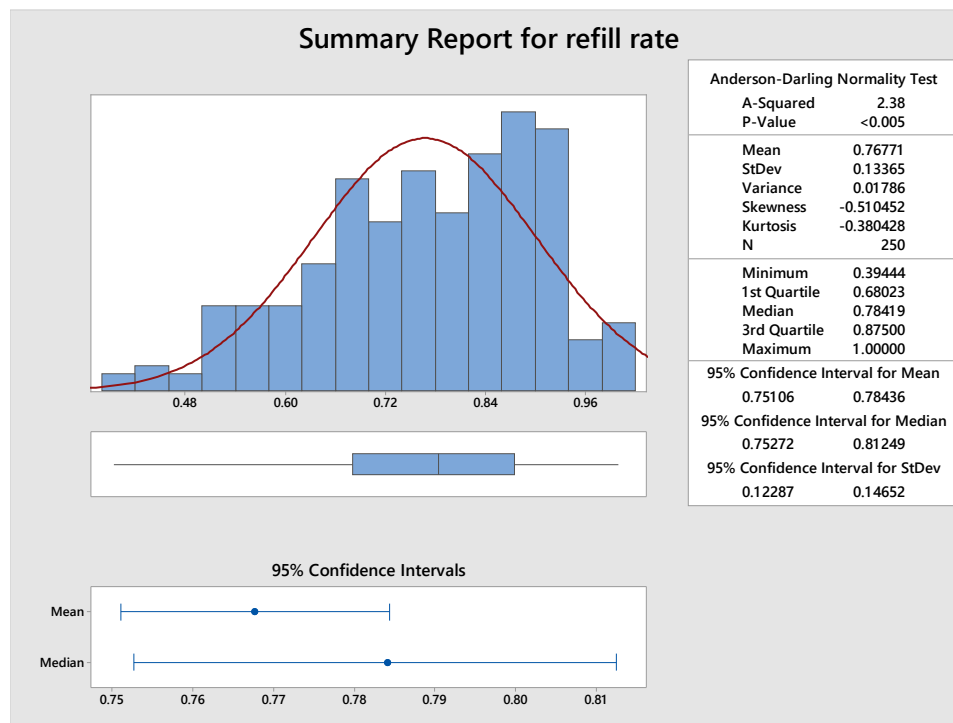 Summary Report for refill rate
0.48 0.60 0.72 0.84 0.96
Anderson-Darling Normality Test
A-Squared 2.38
P-Value <0.005
Mean 0.76771
StDev 0.13365
Variance 0.01786
Skewness -0.510452
Kurtosis -0.380428
N 250
Minimum 0.39444
1st Quartile 0.68023
Median 0.78419
3rd Quartile 0.87500
Maximum 1.00000
95% Confidence Interval for Mean
0.75106 0.78436
95% Confidence Interval for Median
0.75272 0.81249
95% Confidence Interval for StDev
0.12287 0.14652
95% Confidence Intervals
Mean
Median
0.75 0.76 0.77 0.78 0.79 0.80 0.81